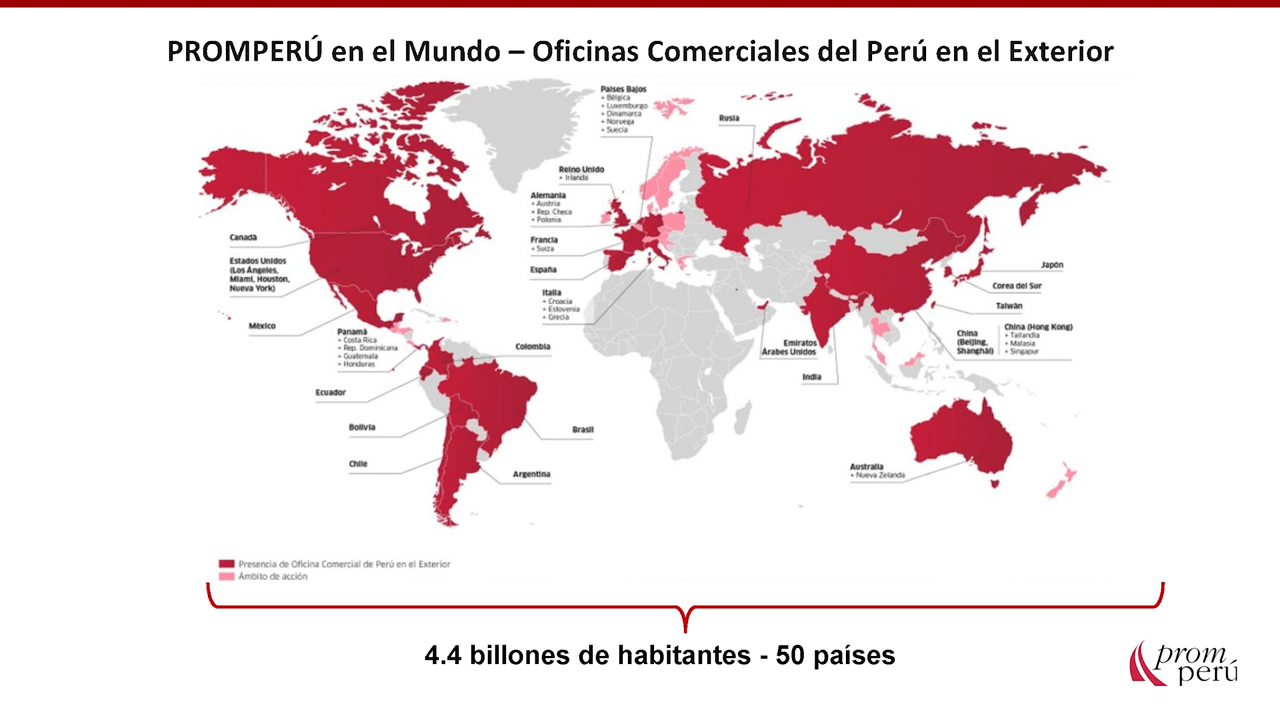 PROMPERÚ en el Mundo – Oficinas Comerciales del Perú en el Exterior
Países Bajos
+ Bélgica
+ Luxemburgo
+ Dinamarca
+ Noruega
+ Suecia
Rusia
Reino Unido
+ Irlanda
Alemania
+ Austria
+ Rep. Checa
+ Polonia
Francia
+ Suiza
España
Italia
+ Croacia
+ Eslovenia
+ Grecia
Canadá
Estados Unidos
(Los Ángeles,
Miami, Houston,
Nueva York)
México
Panamá
+ Costa Rica
+ Rep. Dominicana
+ Guatemala
+ Honduras
Colombia
Ecuador
Bolivia
Brasil
Chile
Argentina
Emiratos
Árabes Unidos
India
Japón
Corea del Sur
Taiwán
China
(Beijing,
Shanghái)
China (Hong Kong)
+ Tailandia
+ Malasia
+ Singapur
Australia
+ Nueva Zelanda
Presencia de Oficina Comercial de Perú en el Exterior
Ámbito de acción
4.4 billones de habitantes - 50 países
prom
perú